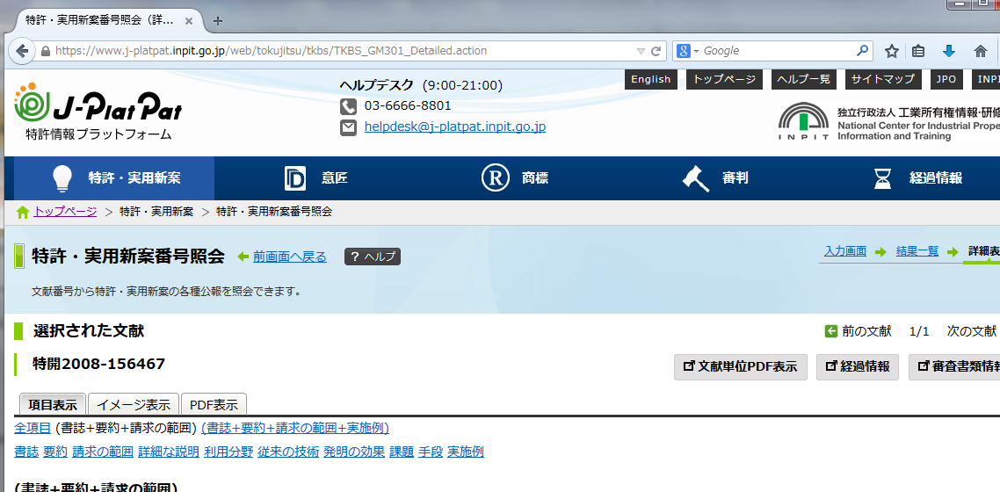 特許・実用新案番号照会（詳...
https://www.j-platpat.inpit.go.jp/web/tokujitsu/tkbs/TKBS_GM301_Detailed.action
Google
J-PlatPat
特許情報プラットフォーム
ヘルプデスク (9:00-21:00)
03-6666-8801
helpdesk@j-platpat.inpit.go.jp
English トップページ ヘルプ一覧 サイトマップ JPO INPI
INPIT
独立行政法人 工業所有権情報・研修
National Center for Industrial Prope
Information and Training
特許・実用新案 意匠 商標 審判 経過情報
トップページ > 特許・実用新案 > 特許・実用新案番号照会
特許・実用新案番号照会 前画面へ戻る ? ヘルプ
入力画面 結果一覧 詳細表
文献番号から特許・実用新案の各種公報を照会できます。
選択された文献
前の文献 1/1 次の文献
特開2008-156467
文献単位PDF表示 経過情報 審査書類情報
項目表示 イメージ表示 PDF表示
全項目 (書誌+要約+請求の範囲) (書誌+要約+請求の範囲+実施例)
書誌 要約 請求の範囲 詳細な説明 利用分野 従来の技術 発明の効果 課題 手段 実施例
(書誌+要約+請求の範囲)